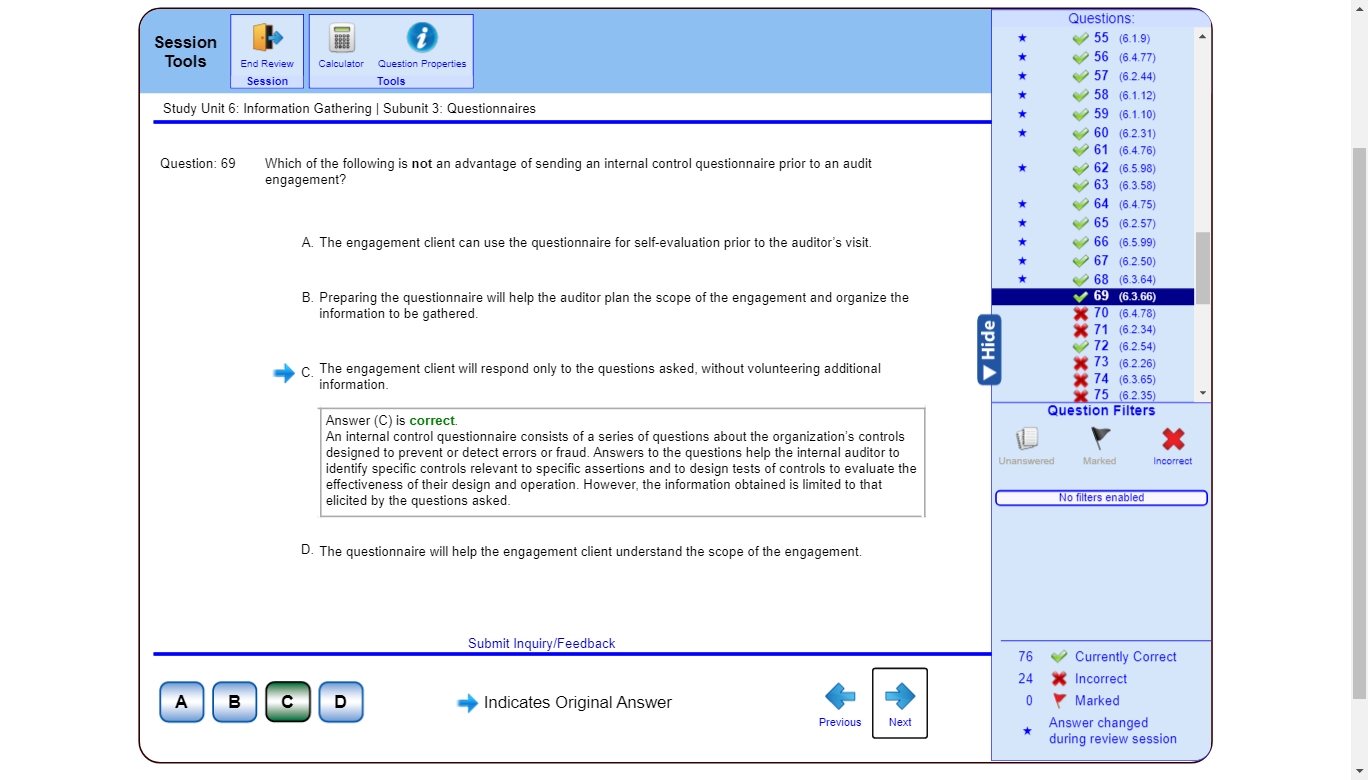 Session
Tools
End Review
Session
Calculator
Question Properties
Tools
Study Unit 6: Information Gathering | Subunit 3: Questionnaires
Question: 69
Which of the following is not an advantage of sending an internal control questionnaire prior to an audit
engagement?
A. The engagement client can use the questionnaire for self-evaluation prior to the auditor's visit.
B. Preparing the questionnaire will help the auditor plan the scope of the engagement and organize the
information to be gathered.
C. The engagement client will respond only to the questions asked, without volunteering additional
information.
Answer (C) is correct.
An internal control questionnaire consists of a series of questions about the organization's controls
designed to prevent or detect errors or fraud. Answers to the questions help the internal auditor to
identify specific controls relevant to specific assertions and to design tests of controls to evaluate the
effectiveness of their design and operation. However, the information obtained is limited to that
elicited by the questions asked.
D. The questionnaire will help the engagement client understand the scope of the engagement.
Submit Inquiry/Feedback
A
B
C
D
Indicates Original Answer
Previous
Next
Questions:
55 (6.1.9)
56 (6.4.77)
57 (6.2.44)
58 (6.1.12)
59 (6.1.10)
60 (6.2.31)
61 (6.4.76)
62 (6.5.98)
63 (6.3.58)
64 (6.4.75)
65 (6.2.57)
66 (6.5.99)
67 (6.2.50)
68 (6.3.64)
69 (6.3.66)
70 (6.4.78)
71 (6.2.34)
72 (6.2.54)
73 (6.2.26)
74 (6.3.65)
75 (6.2.35)
Hide
Question Filters
Unanswered
Marked
Incorrect
No filters enabled
76 Currently Correct
24 Incorrect
0 Marked
Answer changed
during review session